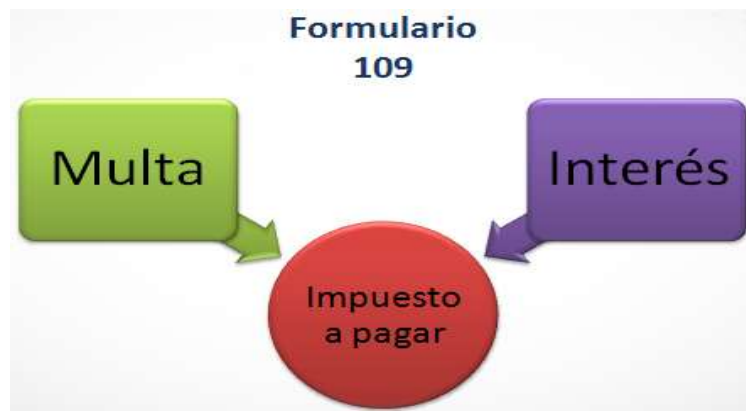 Formulario
109
Multa
Interés
Impuesto
a pagar